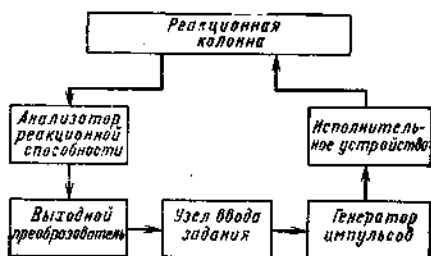 Реакционная
колонна
Анализатор
реакционной
способности
Исполнитель-
ное устройство
Выходной
преобразователь
Узел ввода
задания
Генератор
импульсов